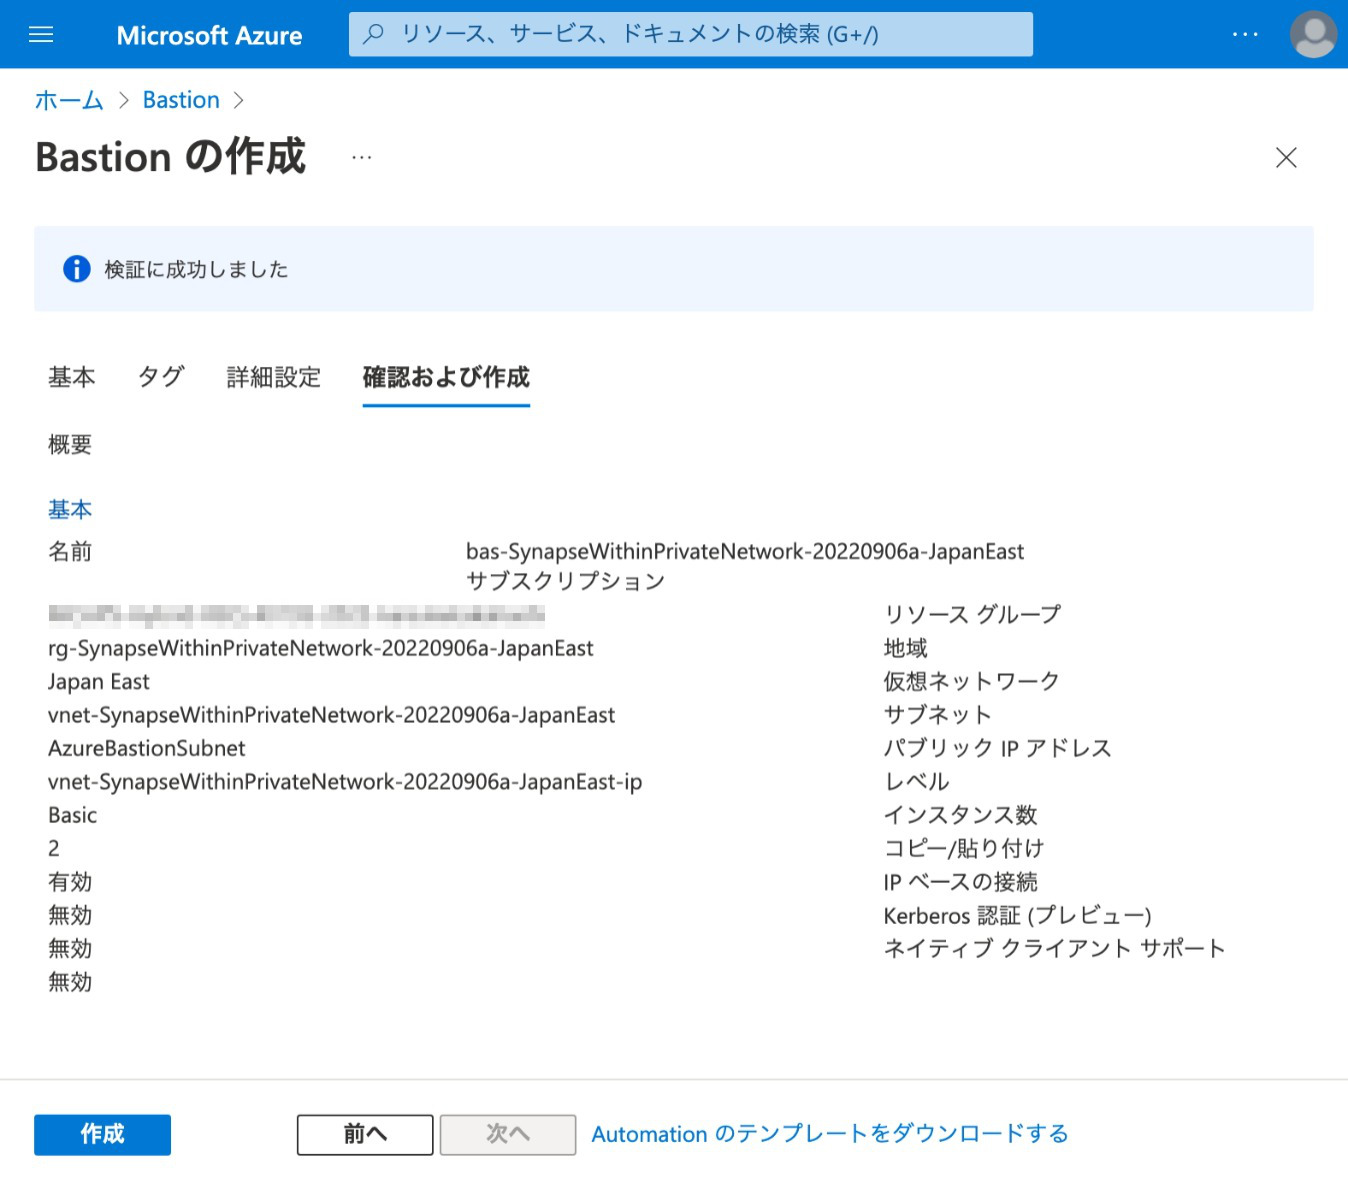 Microsoft Azure
リソース、サービス、ドキュメントの検索 (G+/)
ホーム > Bastion >
Bastion の作成 ...
検証に成功しました
基本 タグ 詳細設定 確認および作成
概要
基本
名前 bas-SynapseWithinPrivateNetwork-20220906a-JapanEast
サブスクリプション
リソース グループ
rg-SynapseWithinPrivateNetwork-20220906a-JapanEast 地域
Japan East 仮想ネットワーク
vnet-SynapseWithinPrivateNetwork-20220906a-JapanEast サブネット
AzureBastionSubnet パブリック IP アドレス
vnet-SynapseWithinPrivateNetwork-20220906a-JapanEast-ip レベル
Basic インスタンス数
2 コピー/貼り付け
有効 IP ベースの接続
無効 Kerberos 認証 (プレビュー)
無効 ネイティブ クライアント サポート
無効
作成 前へ 次へ Automation のテンプレートをダウンロードする